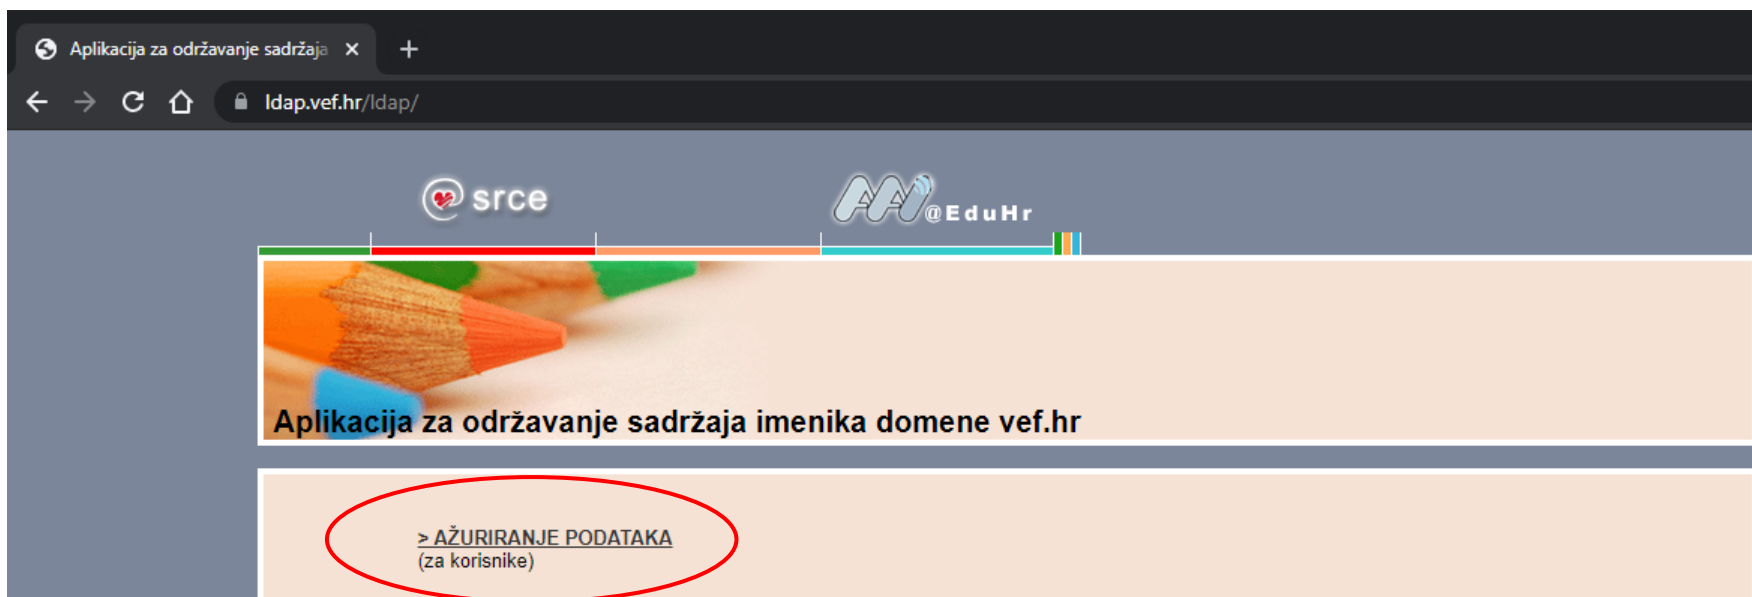 Aplikacija za održavanje sadržaja
ldap.vef.hr/ldap/
@srce
AAI@EduHr
Aplikacija za održavanje sadržaja imenika domene vef.hr
> AŽURIRANJE PODATAKA
(za korisnike)